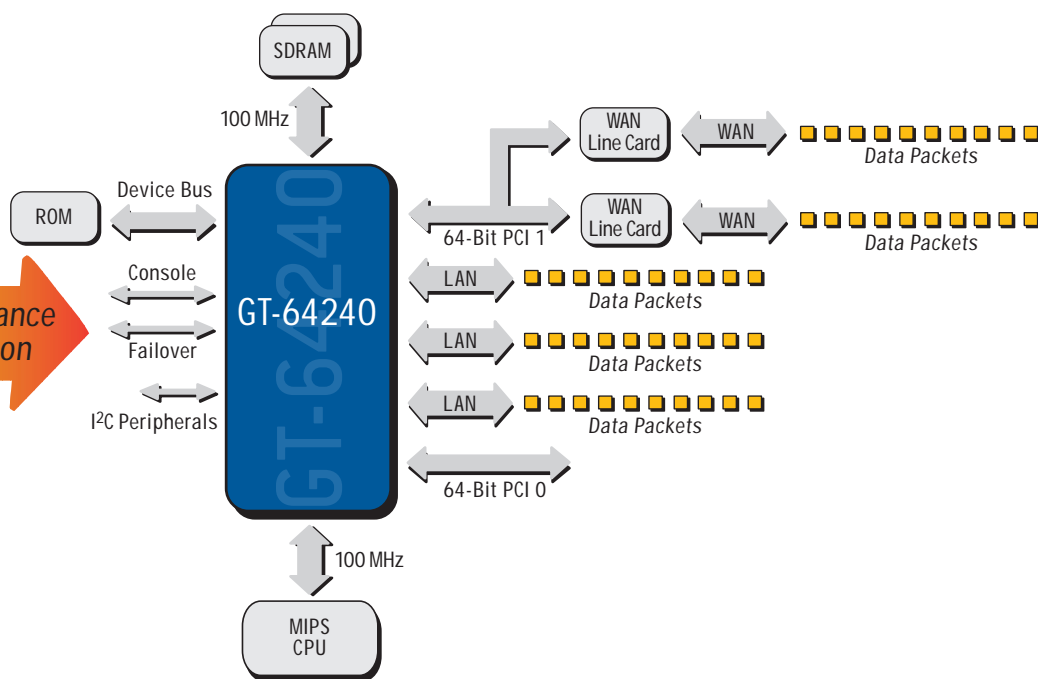 SDRAM
100 MHz
WAN
Line Card
WAN
Data Packets
Device Bus
ROM
64-Bit PCI 1
WAN
Line Card
WAN
Data Packets
Console
Failover
I²C Peripherals
GT-64240
GT-64240
LAN
Data Packets
LAN
Data Packets
LAN
Data Packets
64-Bit PCI 0
100 MHz
MIPS
CPU